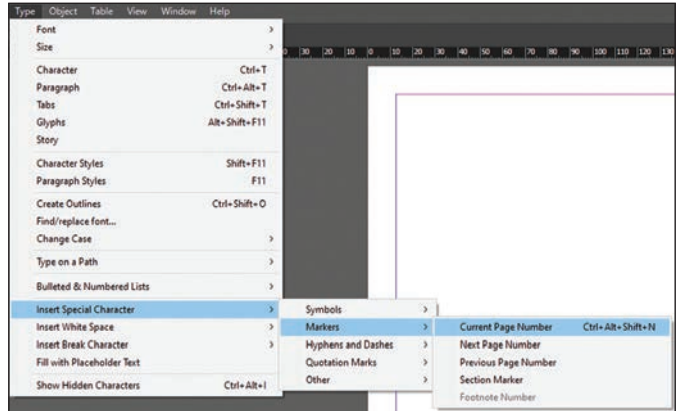 Type Object Table View Window Help
Font
Size
0 30 20 10 0 10 20 30 40 50 60 70 80 90 100 110 120 130
Character Ctrl+T
Paragraph Ctrl+Alt+T
Tabs Ctrl+Shift+T
Glyphs Alt+Shift+F11
Story
Character Styles Shift+F11
Paragraph Styles F11
Create Outlines Ctrl+Shift+O
Find/replace font...
Change Case
Type on a Path
Bulleted & Numbered Lists
Insert Special Character
Symbols
Insert White Space
Markers
Current Page Number Ctrl+Alt+Shift+N
Insert Break Character
Hyphens and Dashes
Next Page Number
Fill with Placeholder Text
Quotation Marks
Previous Page Number
Show Hidden Characters Ctrl+Alt+I
Other
Section Marker
Footnote Number